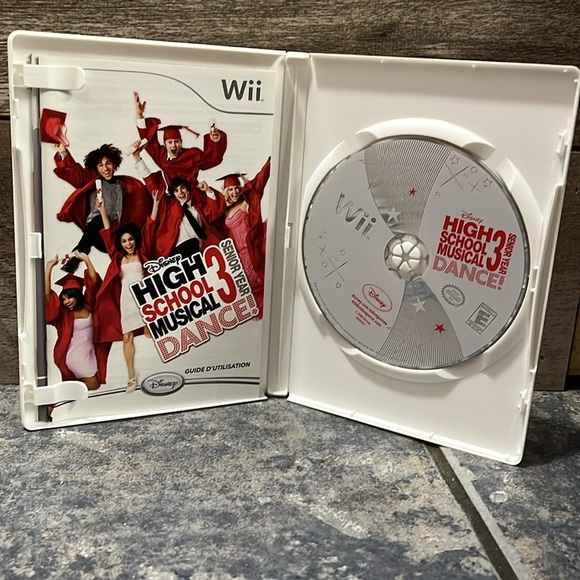 Wii
Disney
HIGH
SCHOOL
MUSICAL 3
SENIOR YEAR
DANCE!
GUIDE D'UTILISATION
Disney
Wii
Disney
HIGH
SCHOOL
MUSICAL 3
SENIOR YEAR
DANCE!
Disney
E